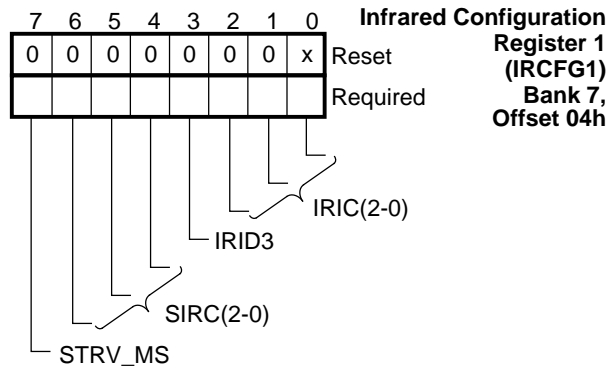 7 6 5 4 3 2 1 0
Infrared Configuration
Register 1
(IRCFG1)
Bank 7,
Offset 04h
0 0 0 0 0 0 0 x Reset
Required
IRIC(2-0)
IRID3
SIRC(2-0)
STRV_MS